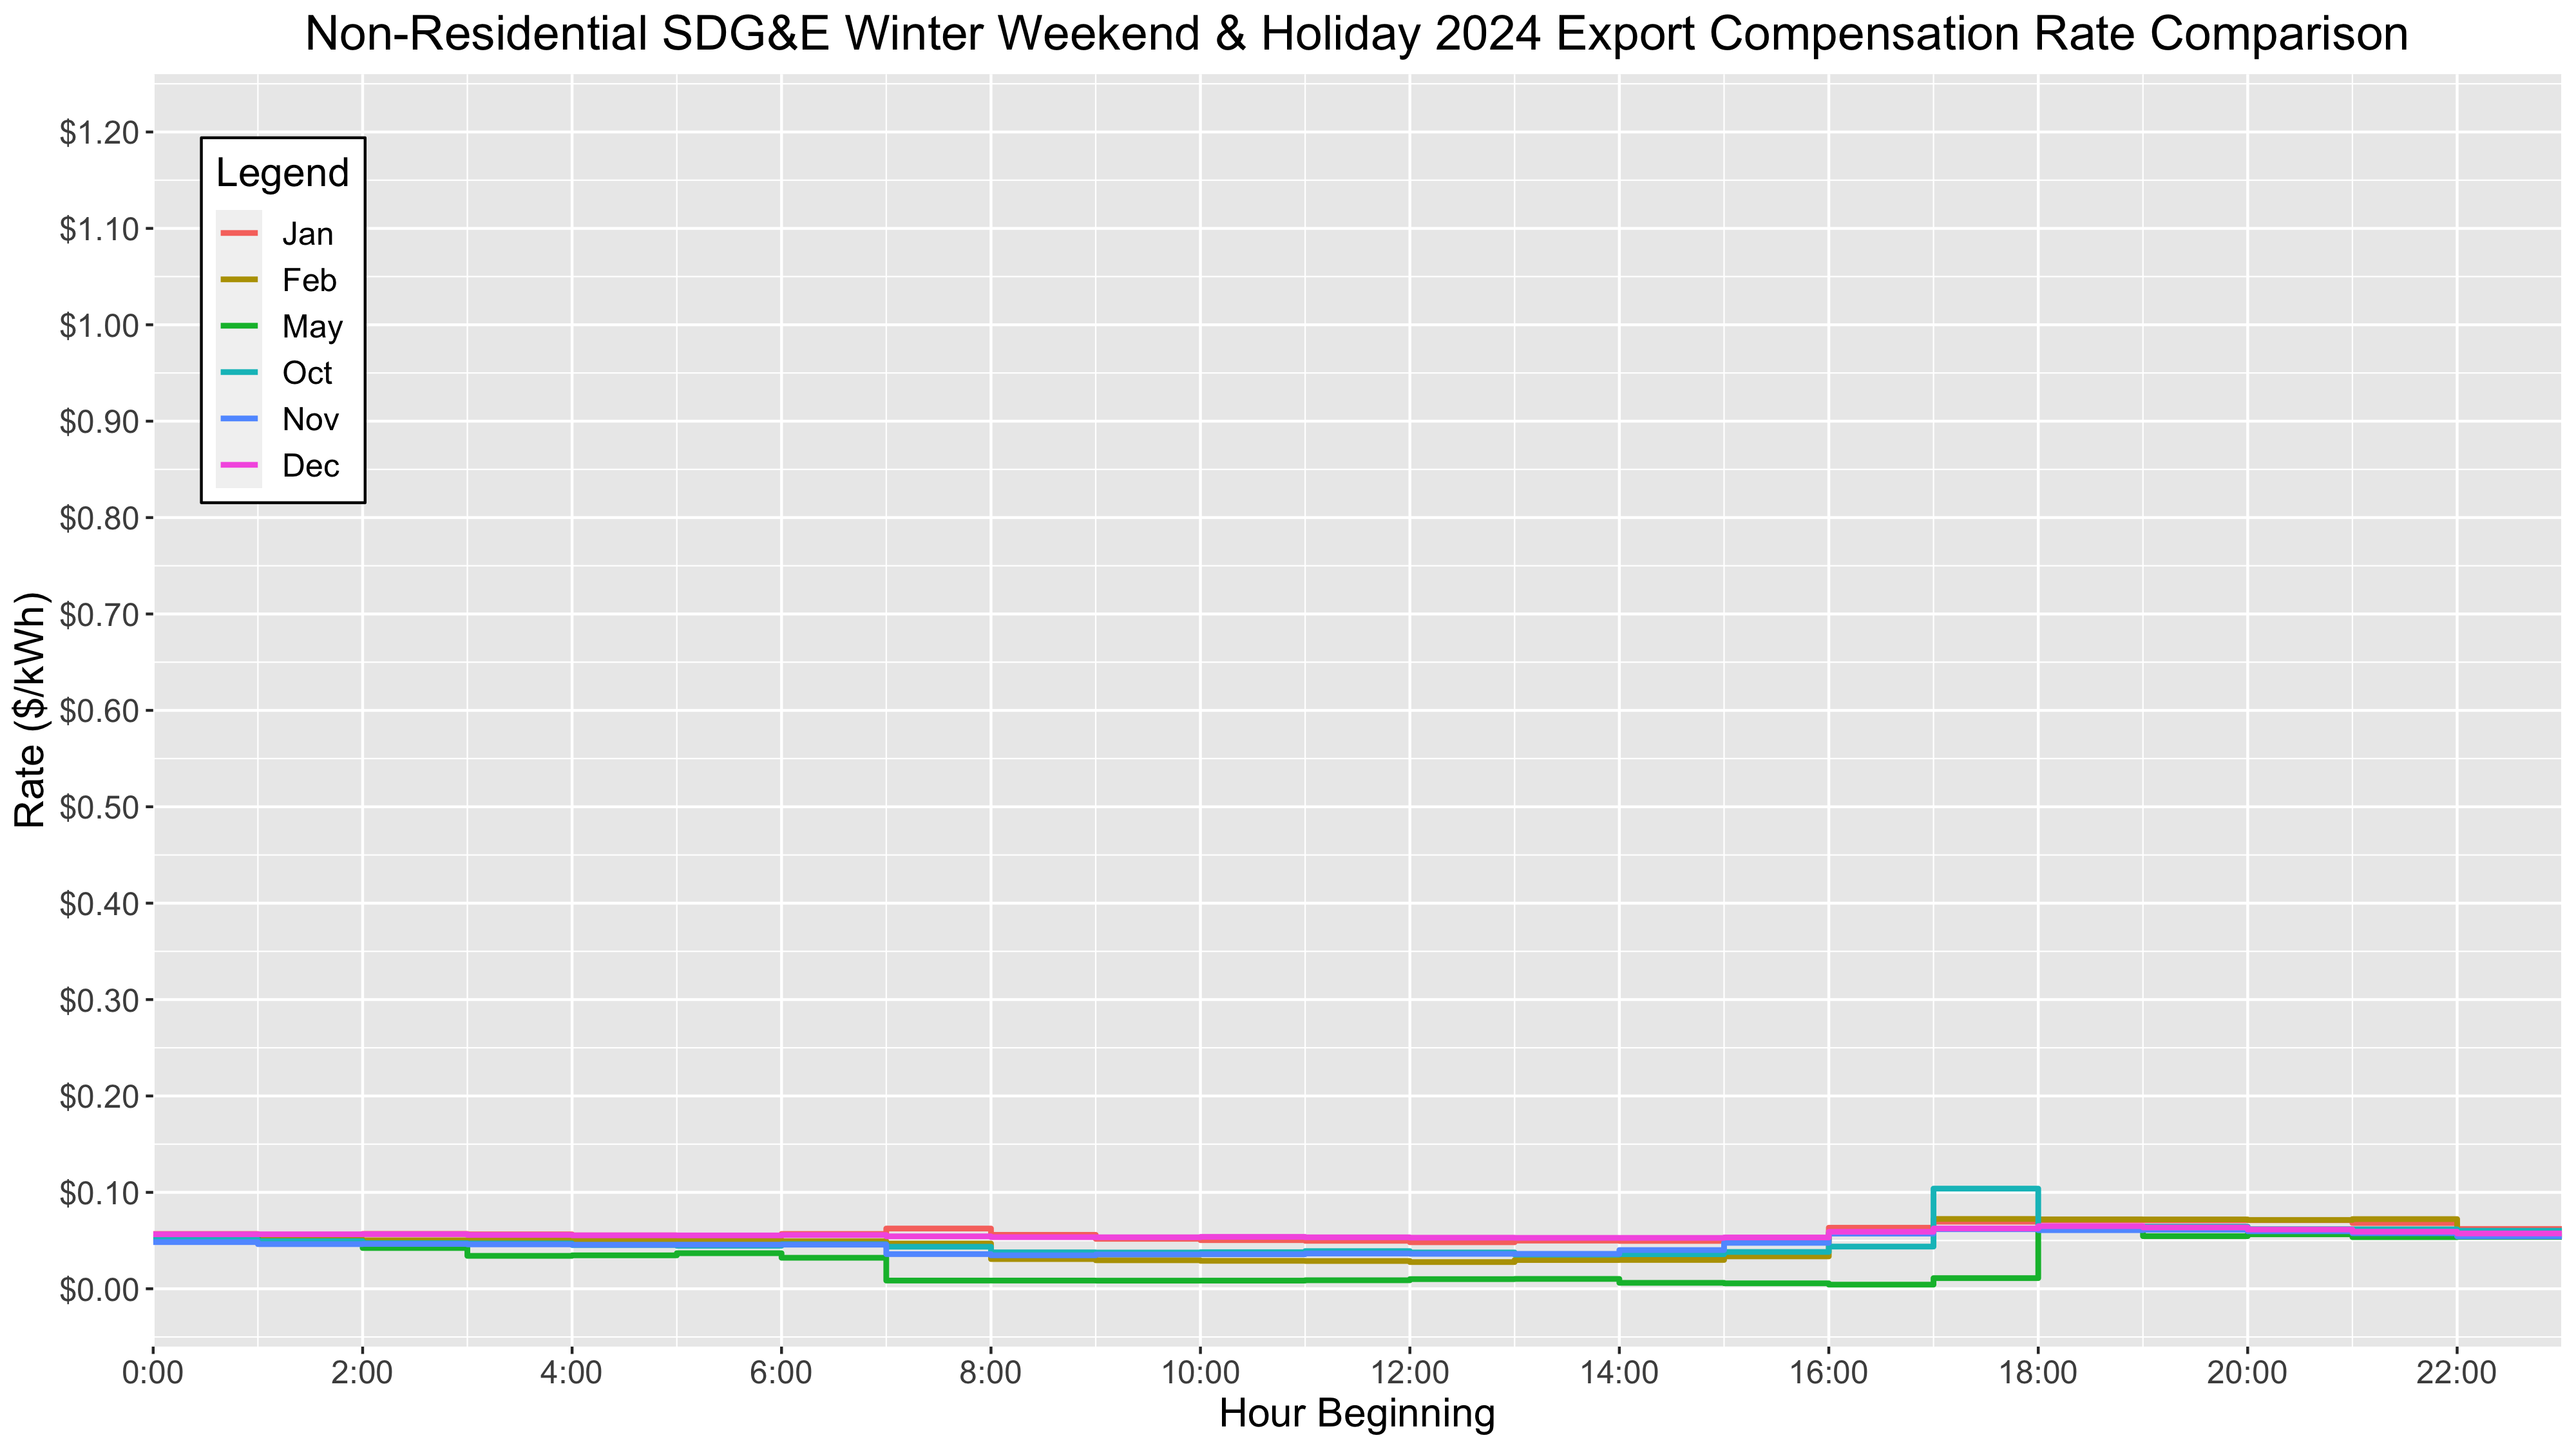 Non-Residential SDG&E Winter Weekend & Holiday 2024 Export Compensation Rate Comparison
$1.20
$1.10
$1.00
$0.90
$0.80
$0.70
$0.60
$0.50
$0.40
$0.30
$0.20
$0.10
$0.00
Rate ($/kWh)
Legend
Jan
Feb
May
Oct
Nov
Dec
0:00 2:00 4:00 6:00 8:00 10:00 12:00 14:00 16:00 18:00 20:00 22:00
Hour Beginning